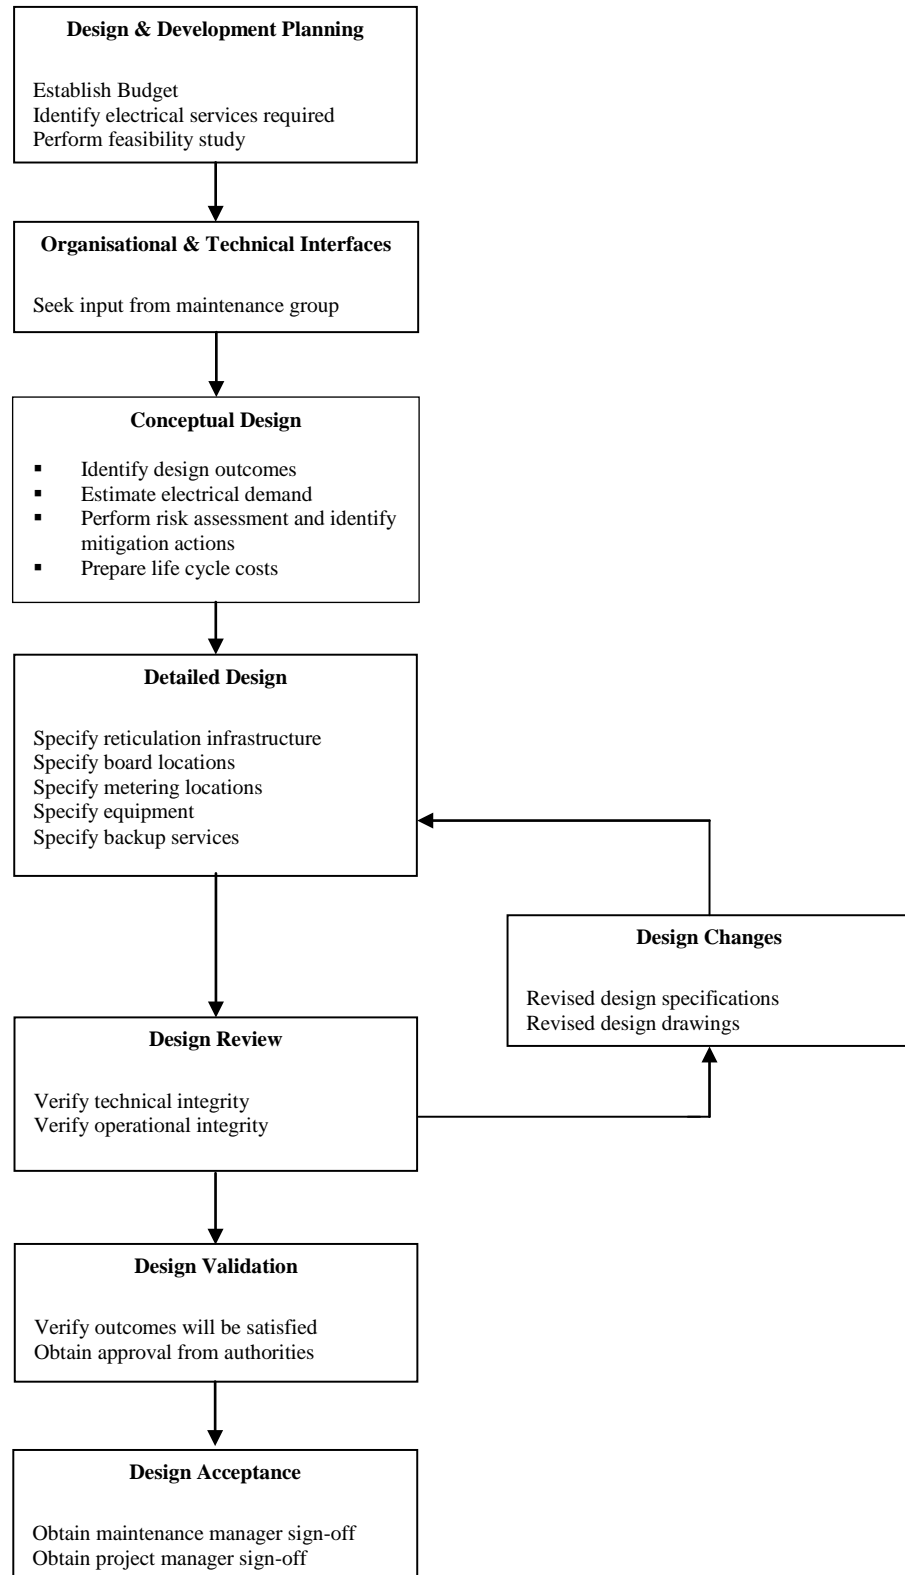 Design & Development Planning
Establish Budget
Identify electrical services required
Perform feasibility study
Organisational & Technical Interfaces
Seek input from maintenance group
Conceptual Design
▪ Identify design outcomes
▪ Estimate electrical demand
▪ Perform risk assessment and identify
mitigation actions
▪ Prepare life cycle costs
Detailed Design
Specify reticulation infrastructure
Specify board locations
Specify metering locations
Specify equipment
Specify backup services
Design Changes
Revised design specifications
Revised design drawings
Design Review
Verify technical integrity
Verify operational integrity
Design Validation
Verify outcomes will be satisfied
Obtain approval from authorities
Design Acceptance
Obtain maintenance manager sign-off
Obtain project manager sign-off